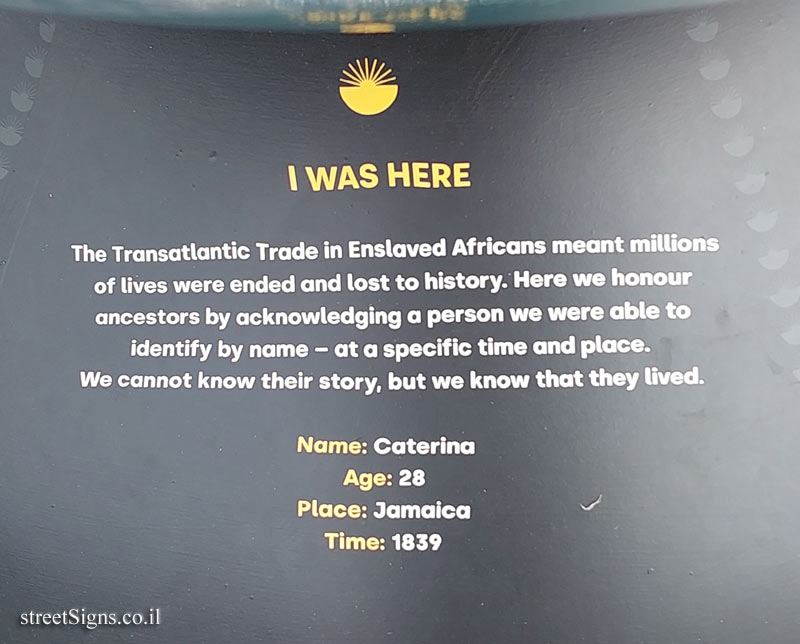 I WAS HERE
The Transatlantic Trade in Enslaved Africans meant millions
of lives were ended and lost to history. Here we honour
ancestors by acknowledging a person we were able to
identify by name – at a specific time and place.
We cannot know their story, but we know that they lived.
Name: Caterina
Age: 28
Place: Jamaica
Time: 1839
streetSigns.co.il